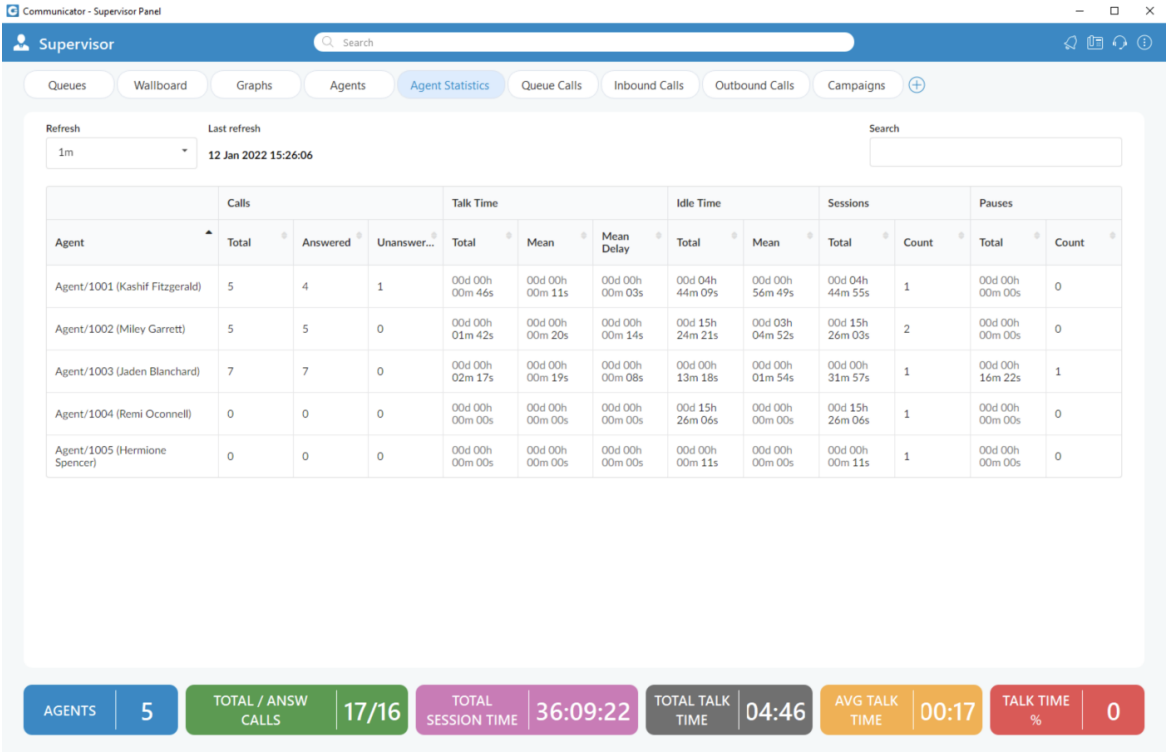 Communicator - Supervisor Panel
Supervisor
Search
Queues Wallboard Graphs Agents Agent Statistics Queue Calls Inbound Calls Outbound Calls Campaigns
Refresh Last refresh Search
1m 12 Jan 2022 15:26:06
Calls Talk Time Idle Time Sessions Pauses
Agent Total Answered Unanswer... Total Mean Mean Delay Total Mean Total Count Total Count
Agent/1001 (Kashif Fitzgerald) 5 4 1 00d 00h 00m 46s 00d 00h 00m 11s 00d 00h 00m 03s 00d 04h 44m 09s 00d 00h 56m 49s 00d 04h 44m 55s 1 00d 00h 00m 00s 0
Agent/1002 (Miley Garrett) 5 5 0 00d 00h 01m 42s 00d 00h 00m 20s 00d 00h 00m 14s 00d 15h 24m 21s 00d 03h 04m 52s 00d 15h 26m 03s 2 00d 00h 00m 00s 0
Agent/1003 (Jaden Blanchard) 7 7 0 00d 00h 02m 17s 00d 00h 00m 19s 00d 00h 00m 08s 00d 00h 13m 18s 00d 00h 01m 54s 00d 00h 31m 57s 1 00d 00h 16m 22s 1
Agent/1004 (Remi Oconnell) 0 0 0 00d 00h 00m 00s 00d 00h 00m 00s 00d 00h 00m 00s 00d 15h 26m 06s 00d 00h 00m 00s 00d 15h 26m 06s 1 00d 00h 00m 00s 0
Agent/1005 (Hermione Spencer) 0 0 0 00d 00h 00m 00s 00d 00h 00m 00s 00d 00h 00m 00s 00d 00h 00m 11s 00d 00h 00m 00s 00d 00h 00m 11s 1 00d 00h 00m 00s 0
AGENTS 5
TOTAL / ANSW CALLS 17/16
TOTAL SESSION TIME 36:09:22
TOTAL TALK TIME 04:46
AVG TALK TIME 00:17
TALK TIME % 0